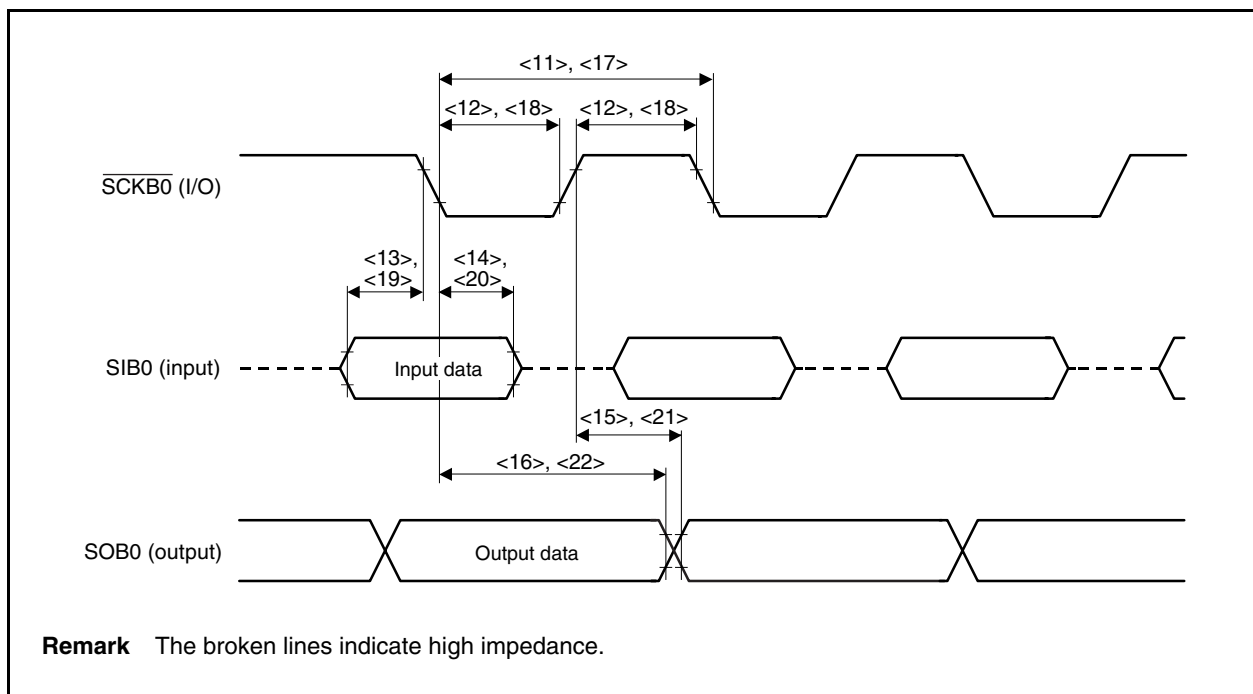 <11>, <17>
<12>, <18> <12>, <18>
SCKB0 (I/O)
<13>, <14>,
<19> <20>
SIB0 (input) Input data
<15>, <21>
<16>, <22>
SOB0 (output) Output data
Remark The broken lines indicate high impedance.